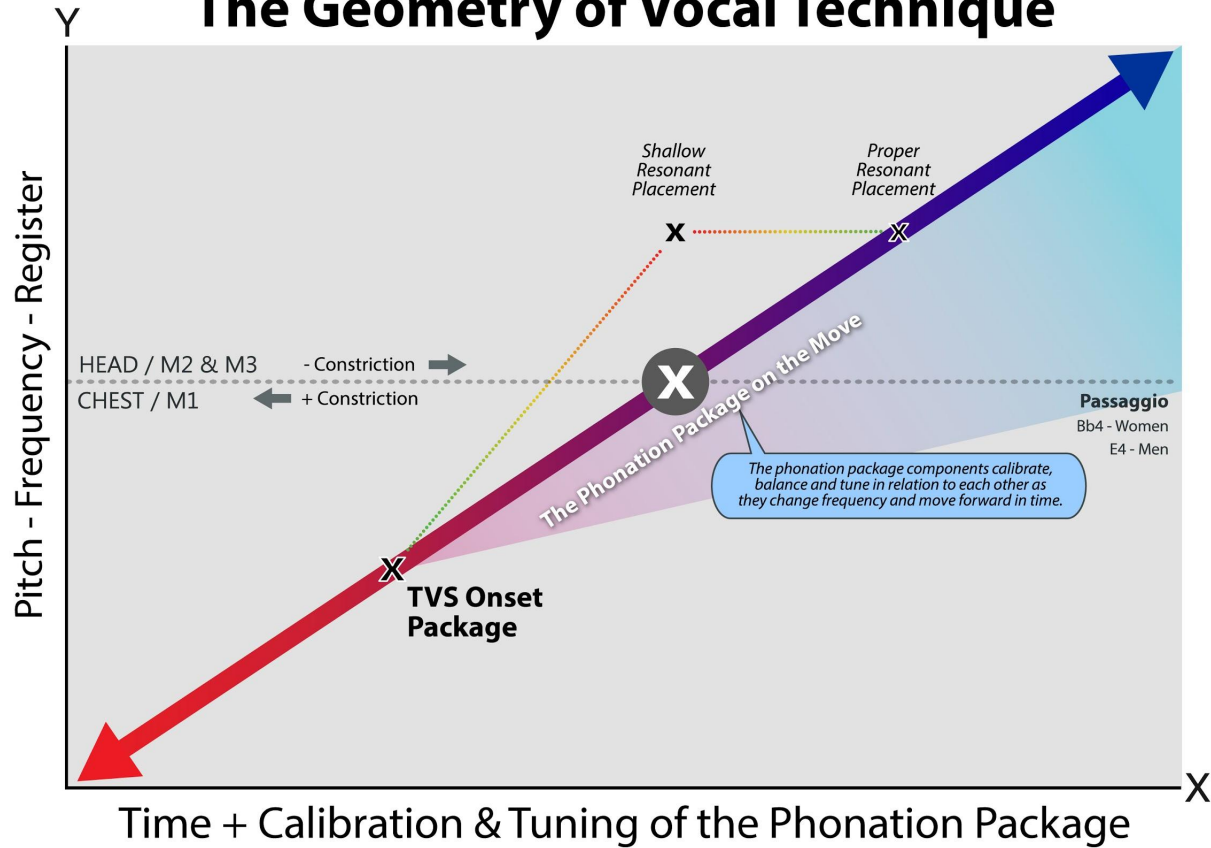 The Geometry of Vocal Technique
Y
Pitch - Frequency - Register
Shallow
Resonant
Placement
Proper
Resonant
Placement
X
X
HEAD / M2 & M3
- Constriction
CHEST / M1
+ Constriction
X
Passaggio
Bb4 - Women
E4 - Men
The Phonation Package on the Move
The phonation package components calibrate,
balance and tune in relation to each other as
they change frequency and move forward in time.
X
TVS Onset
Package
X
Time + Calibration & Tuning of the Phonation Package